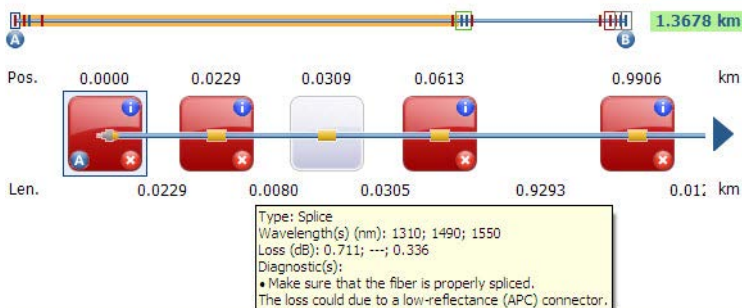 A B 1.3678 km
Pos. 0.0000 0.0229 0.0309 0.0613 0.9906 km
i i i i
A
Len. 0.0229 0.0080 0.0305 0.9293 0.01 km
Type: Splice
Wavelength(s) (nm): 1310; 1490; 1550
Loss (dB): 0.711; ---; 0.336
Diagnostic(s):
• Make sure that the fiber is properly spliced.
The loss could due to a low-reflectance (APC) connector.